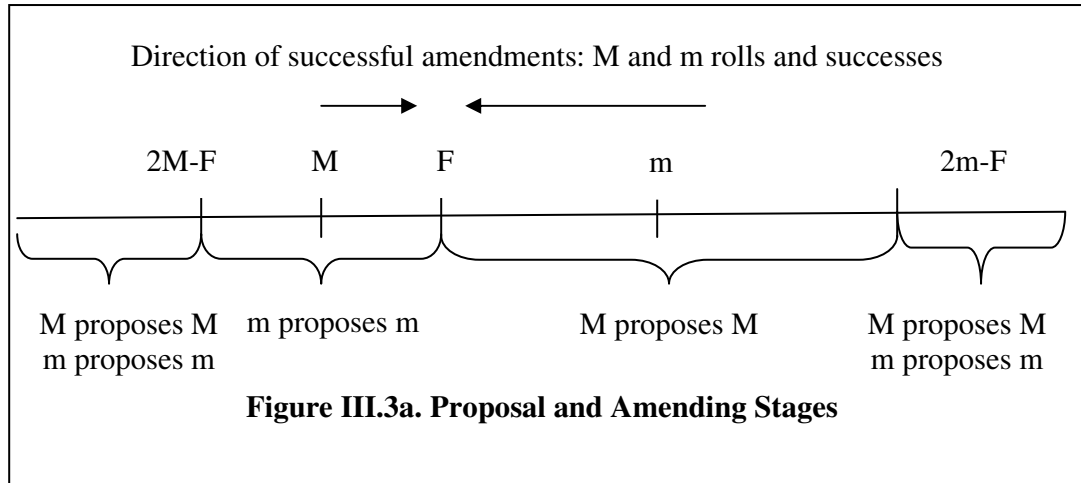 Direction of successful amendments: M and m rolls and successes
2M-F M F m 2m-F
M proposes M m proposes m M proposes M M proposes M
m proposes m m proposes m
Figure III.3a. Proposal and Amending Stages